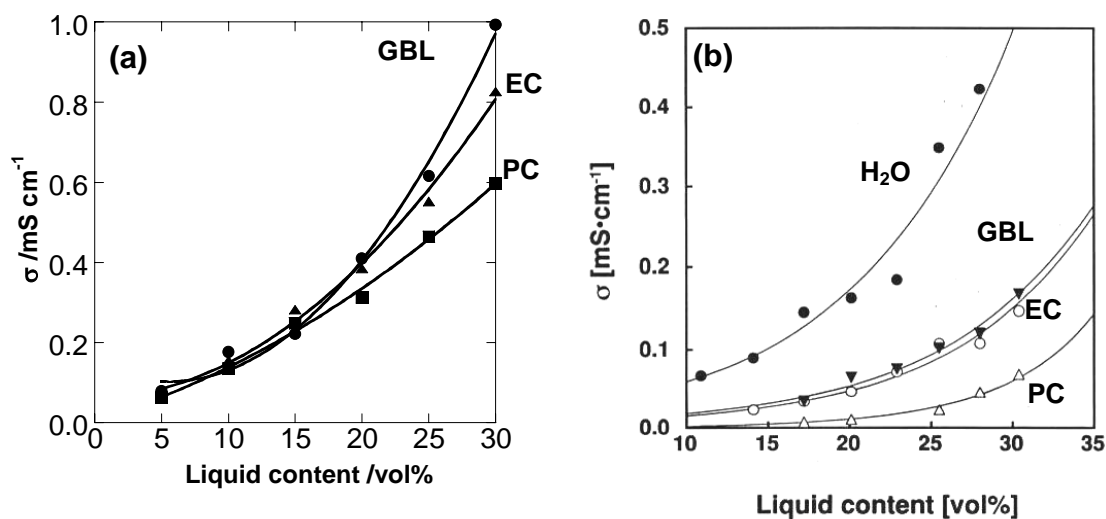 (a)
GBL
EC
PC
1.0
0.8
0.6
0.4
0.2
0.0
σ /mS cm⁻¹
0 5 10 15 20 25 30
Liquid content /vol%
(b)
H₂O
GBL
EC
PC
0.5
0.4
0.3
0.2
0.1
0.0
σ [mS•cm⁻¹]
10 15 20 25 30 35
Liquid content [vol%]